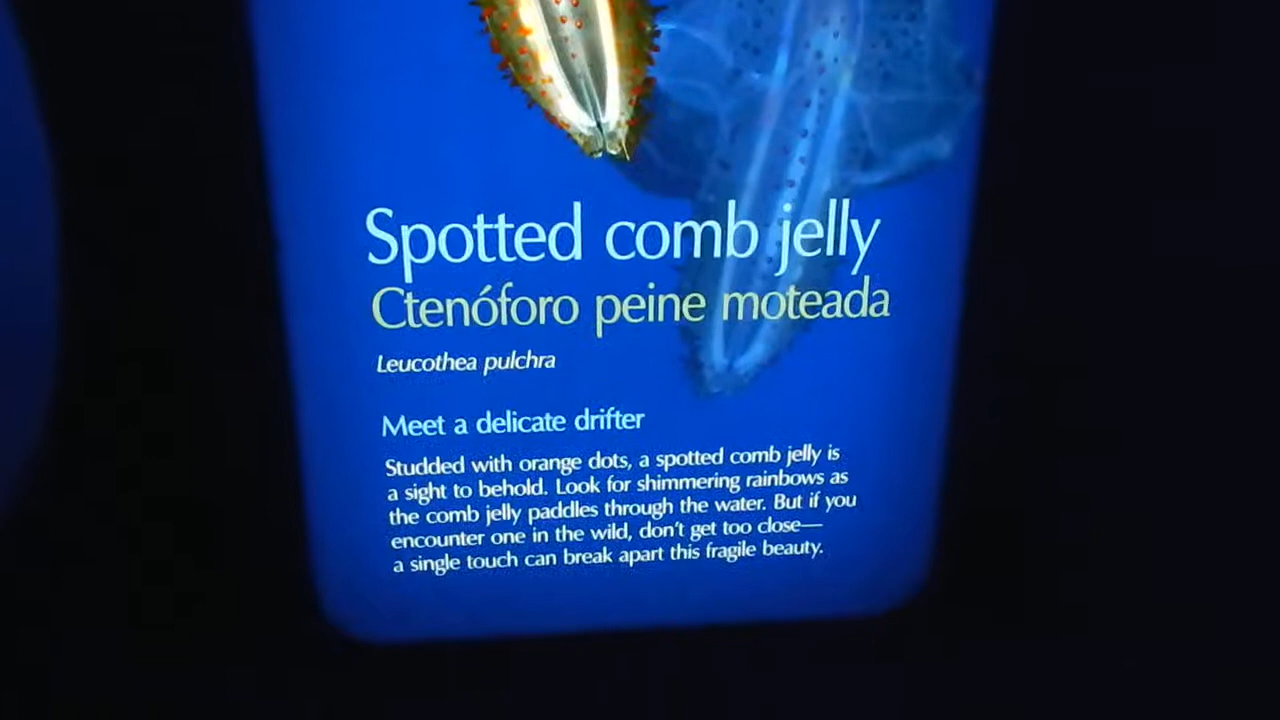 Spotted comb jelly
Ctenóforo peine moteada
Leucothea pulchra
Meet a delicate drifter
Studded with orange dots, a spotted comb jelly is
a sight to behold. Look for shimmering rainbows as
the comb jelly paddles through the water. But if you
encounter one in the wild, don't get too close—
a single touch can break apart this fragile beauty.